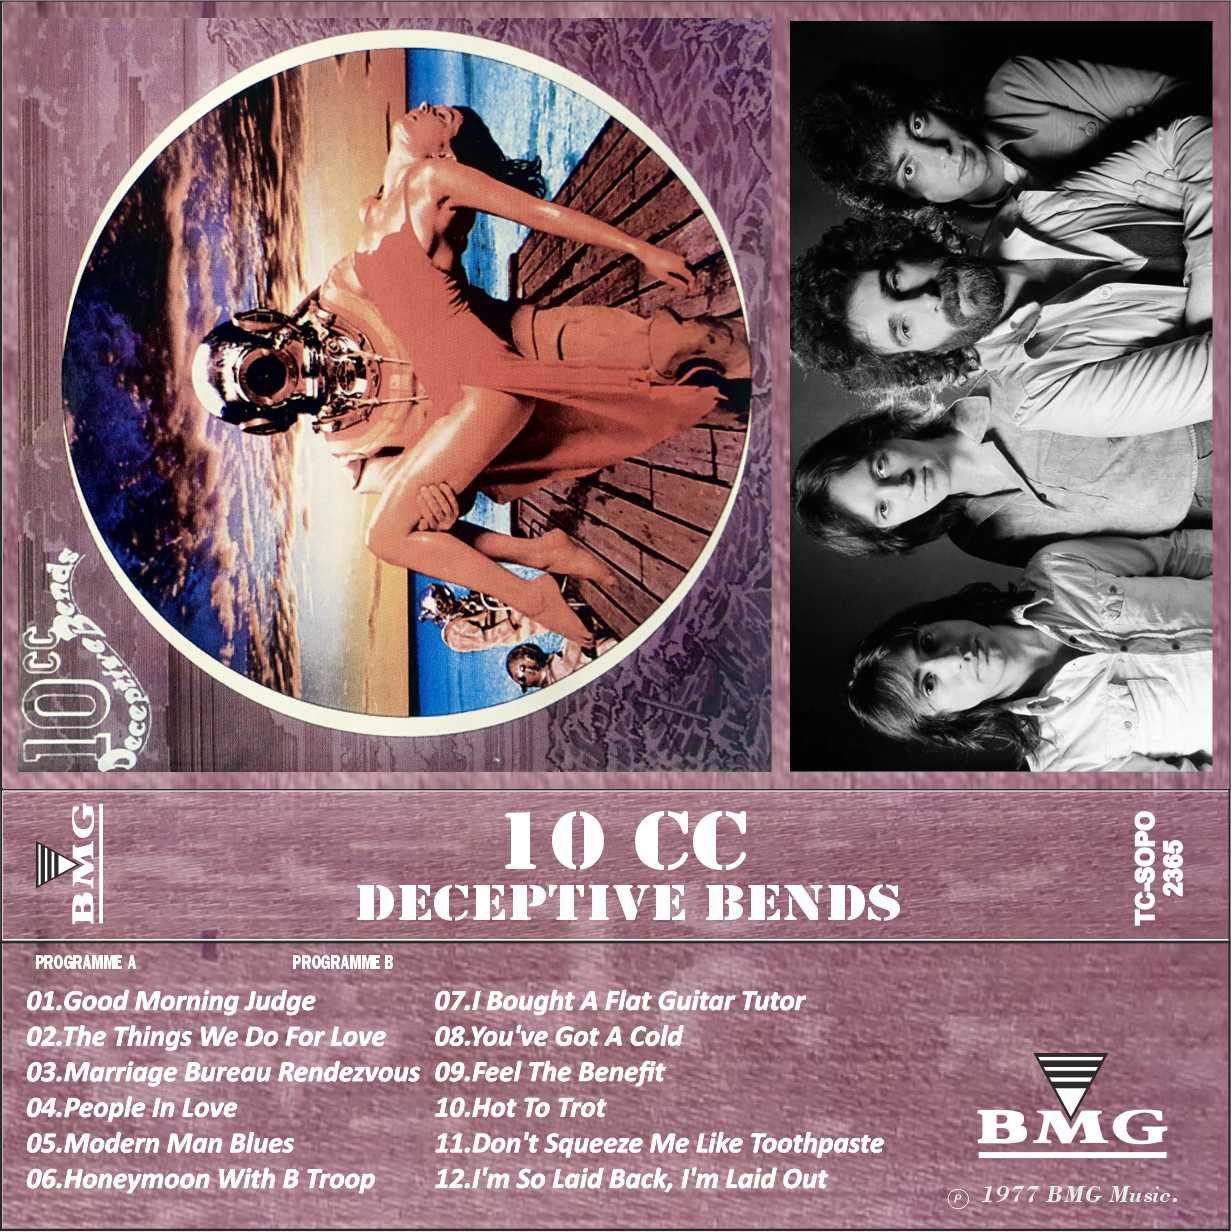 10cc
Deceptive Bends
BMG
10 CC
DECEPTIVE BENDS
TC-SOPO
2365
PROGRAMME A
01.Good Morning Judge
02.The Things We Do For Love
03.Marriage Bureau Rendezvous
04.People In Love
05.Modern Man Blues
06.Honeymoon With B Troop
PROGRAMME B
07.I Bought A Flat Guitar Tutor
08.You've Got A Cold
09.Feel The Benefit
10.Hot To Trot
11.Don't Squeeze Me Like Toothpaste
12.I'm So Laid Back, I'm Laid Out
BMG
℗ 1977 BMG Music.